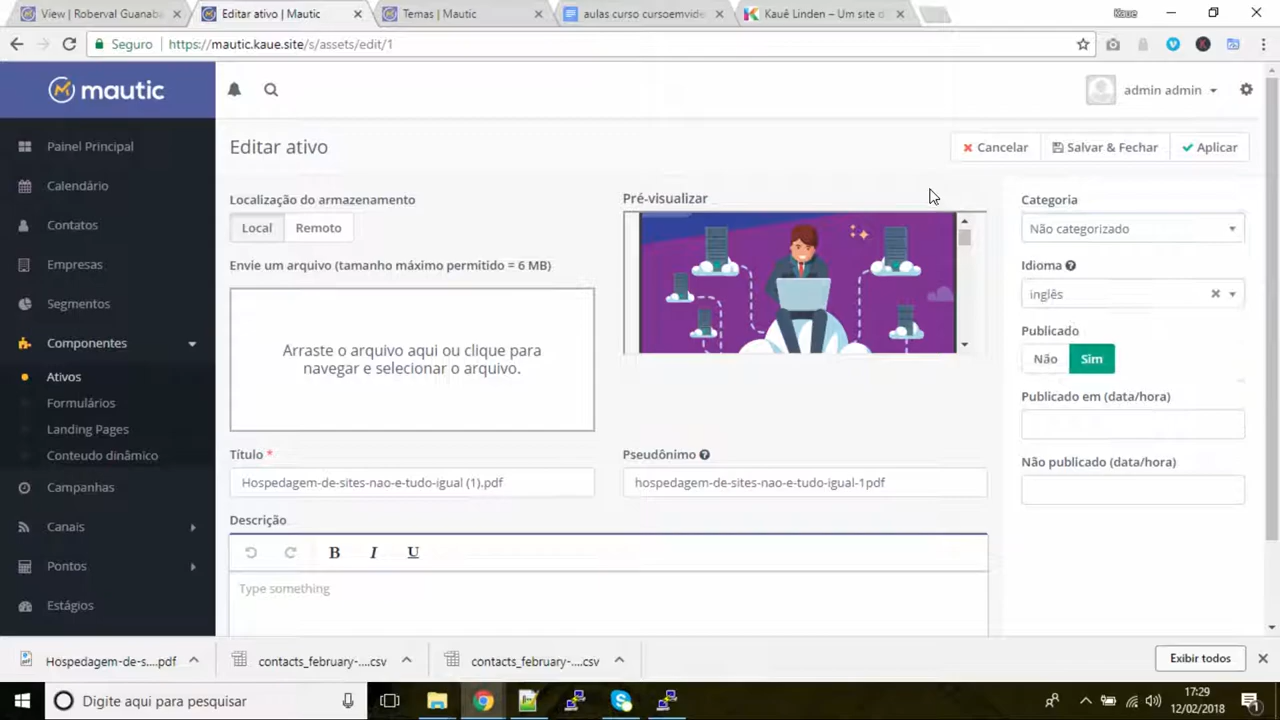 View | Roberval Guanaba
Editar ativo | Mautic
Temas | Mautic
aulas curso cursoemvide
Kauê Linden – Um site d
Kaue
Seguro
https://mautic.kaue.site/s/assets/edit/1
mautic
admin admin
Painel Principal
Calendário
Contatos
Empresas
Segmentos
Componentes
Ativos
Formulários
Landing Pages
Conteudo dinâmico
Campanhas
Canais
Pontos
Estágios
Editar ativo
Cancelar
Salvar & Fechar
Aplicar
Localização do armazenamento
Local
Remoto
Envie um arquivo (tamanho máximo permitido = 6 MB)
Arraste o arquivo aqui ou clique para
navegar e selecionar o arquivo.
Pré-visualizar
Título *
Hospedagem-de-sites-nao-e-tudo-igual (1).pdf
Pseudônimo
hospedagem-de-sites-nao-e-tudo-igual-1pdf
Descrição
B I U
Type something
Categoria
Não categorizado
Idioma
inglês
Publicado
Não
Sim
Publicado em (data/hora)
Não publicado (data/hora)
Hospedagem-de-s....pdf
contacts_february-....csv
contacts_february-....csv
Exibir todos
Digite aqui para pesquisar
17:29
12/02/2018
1